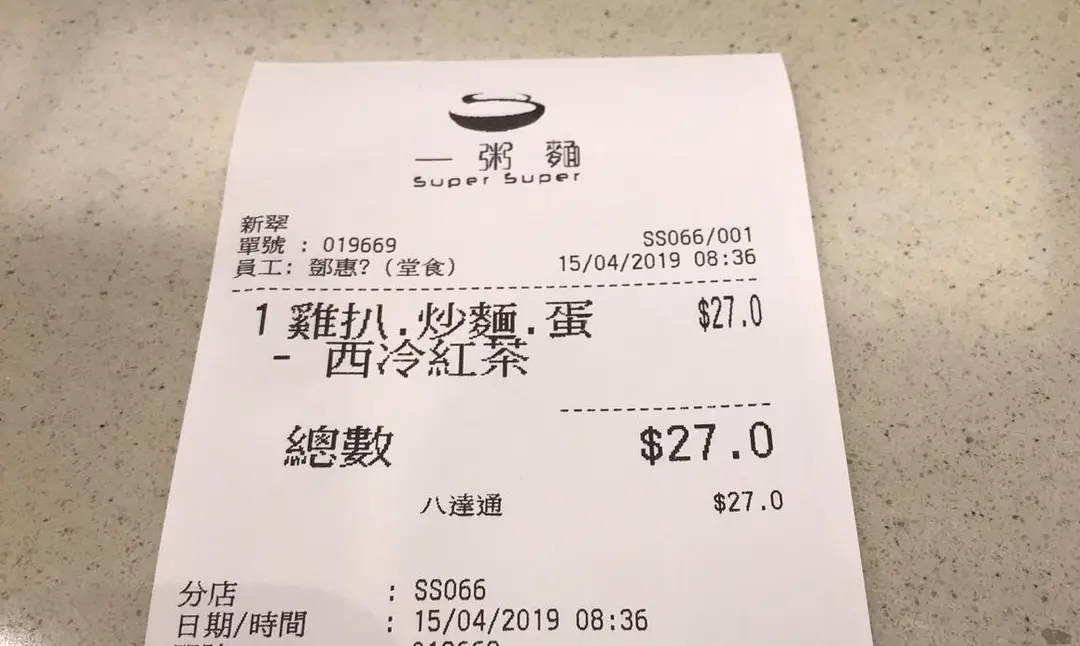 一粥麵
Super Super
新翠
單號 : 019669
SS066/001
員工: 鄧惠? (堂食)
15/04/2019 08:36
1 雞扒.炒麵.蛋 $27.0
- 西冷紅茶
總數 $27.0
八達通 $27.0
分店 : SS066
日期/時間 : 15/04/2019 08:36